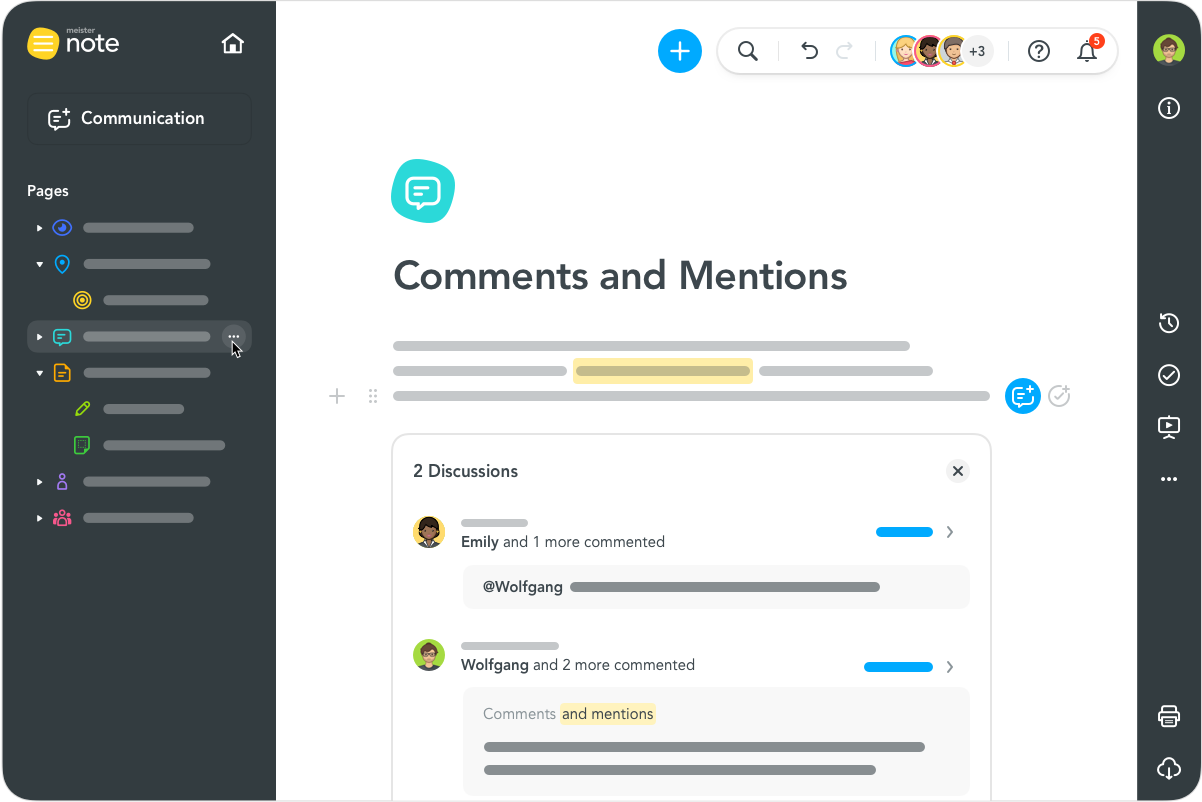 meister
note
Communication
Pages
+3
5
Comments and Mentions
2 Discussions
Emily and 1 more commented
@Wolfgang
Wolfgang and 2 more commented
Comments and mentions